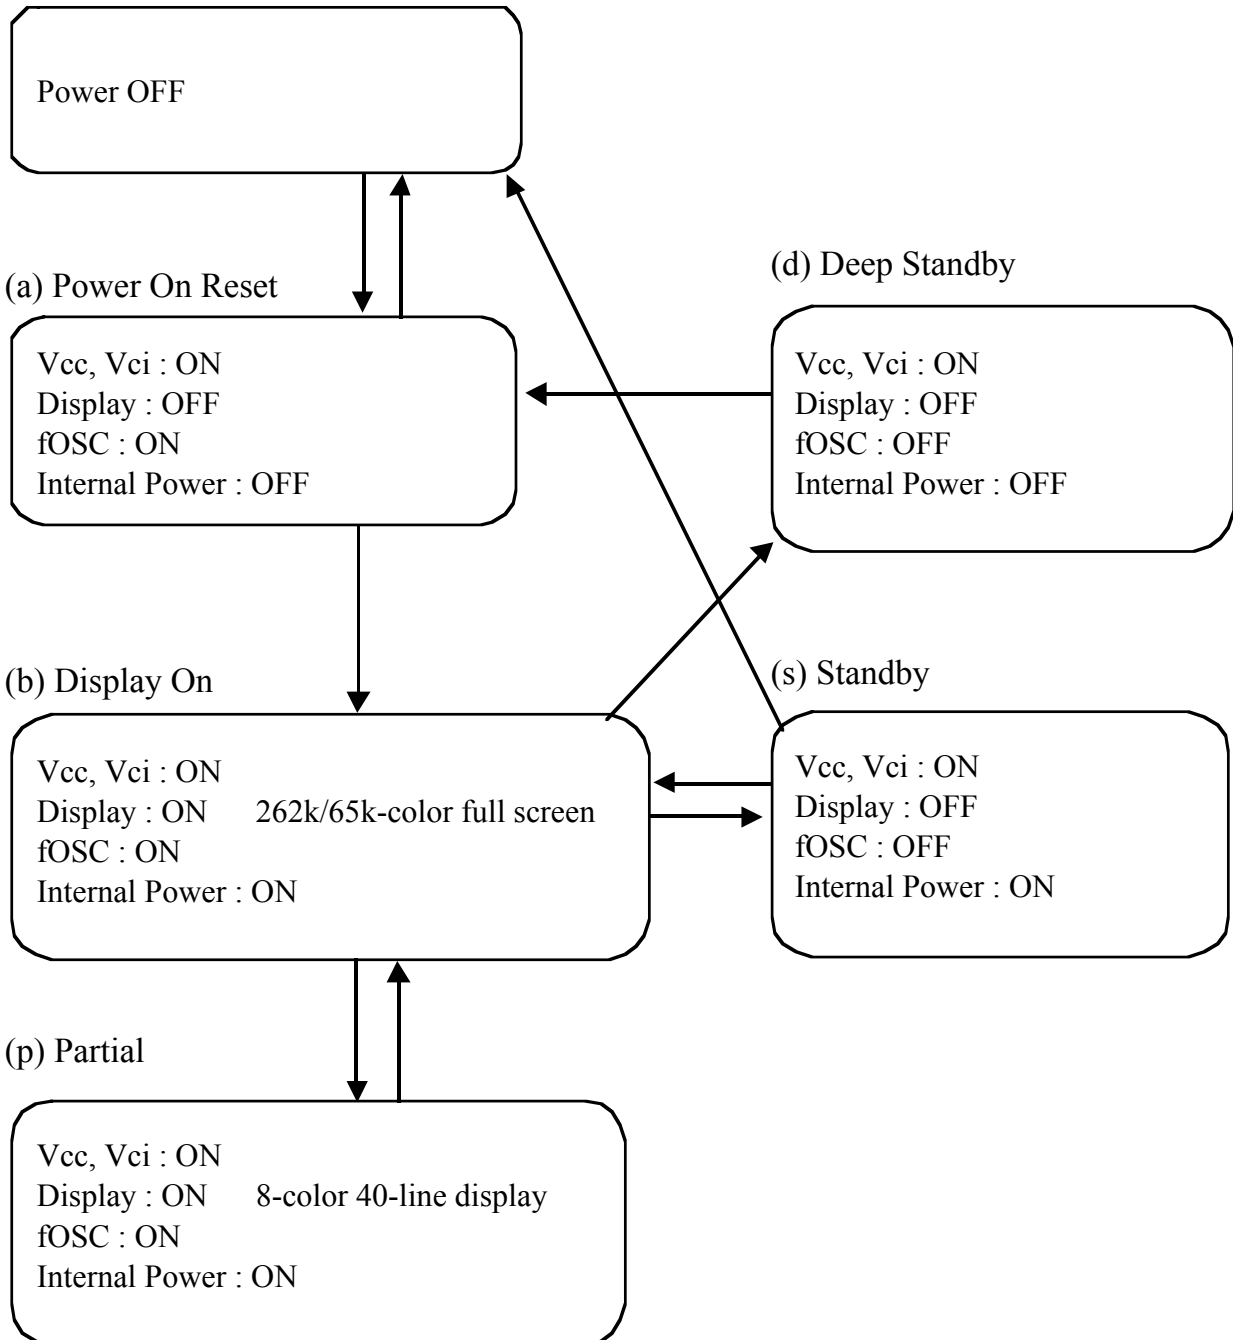 Power OFF
(a) Power On Reset
Vcc, Vci : ON
Display : OFF
fOSC : ON
Internal Power : OFF
(d) Deep Standby
Vcc, Vci : ON
Display : OFF
fOSC : OFF
Internal Power : OFF
(b) Display On
Vcc, Vci : ON
Display : ON 262k/65k-color full screen
fOSC : ON
Internal Power : ON
(s) Standby
Vcc, Vci : ON
Display : OFF
fOSC : OFF
Internal Power : ON
(p) Partial
Vcc, Vci : ON
Display : ON 8-color 40-line display
fOSC : ON
Internal Power : ON